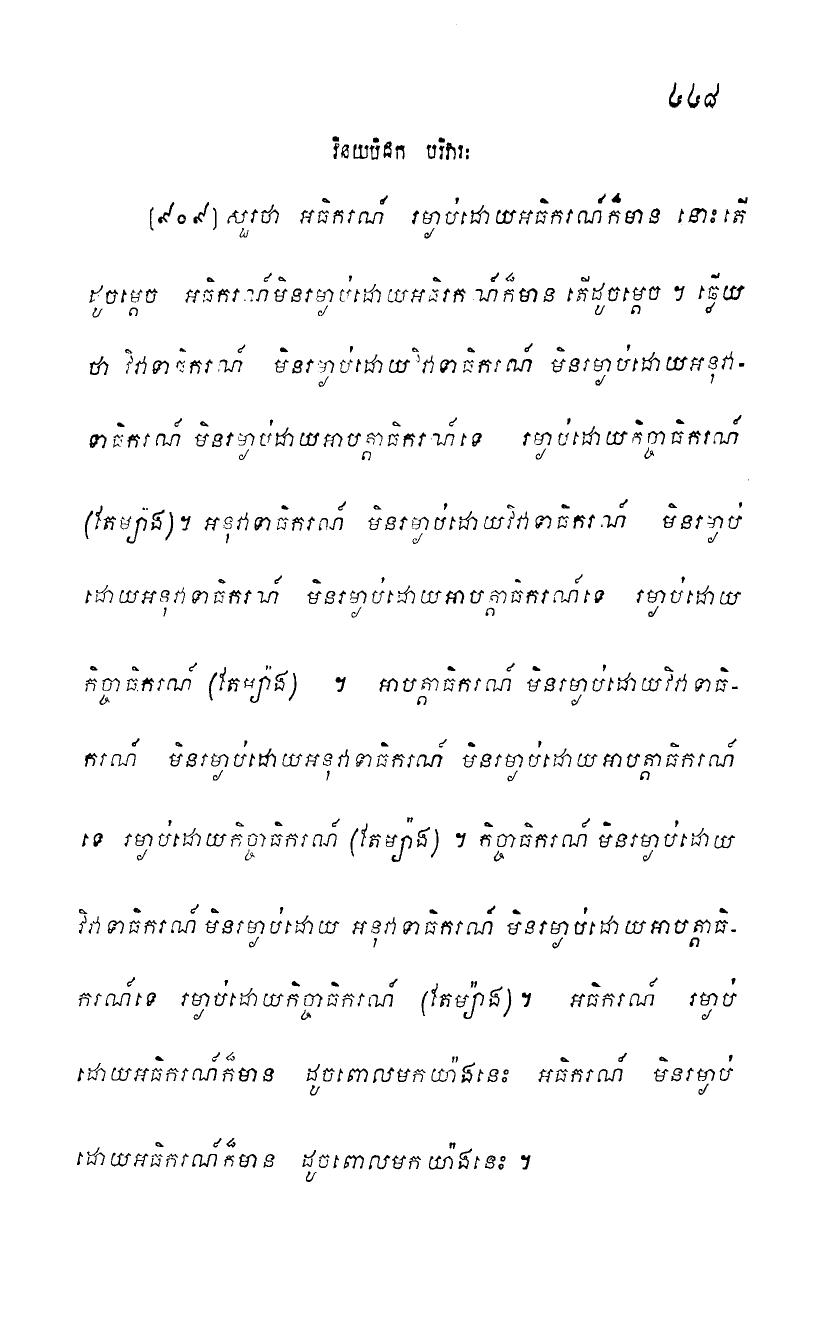 ៤៤៨
វិនយបិដក បរិវារៈ
(៩០៩) សួរថា អធិករណ៍ រម្ងាប់ដោយអធិករណ៍ក៏មាន នោះតើ
ដូចម្តេច អធិករណ៍មិនរម្ងាប់ដោយអធិរកណ៍ក៏មាន តើដូចម្តេច ។ ឆ្លើយ
ថា វិវាទាធិករណ៍ មិនរម្ងាប់ដោយវិវាទាធិករណ៍ មិនរម្ងាប់ដោយអនុវា-
ទាធិករណ៍ មិនរម្ងាប់ដោយអាបត្តាធិករណ៍ទេ រម្ងាប់ដោយកិច្ចាធិករណ៍
(តែម្យ៉ាង) ។ អនុវាទាធិករណ៍ មិនរម្ងាប់ដោយវិវាទាធិករណ៍ មិនរម្ងាប់
ដោយអនុវាទាធិករណ៍ មិនរម្ងាប់ដោយអាបត្តាធិករណ៍ទេ រម្ងាប់ដោយ
កិច្ចាធិករណ៍ (តែម្យ៉ាង) ។ អាបត្តាធិករណ៍ មិនរម្ងាប់ដោយវិវាទាធិ-
ករណ៍ មិនរម្ងាប់ដោយអនុវាទាធិករណ៍ មិនរម្ងាប់ដោយអាបត្តាធិករណ៍
ទេ រម្ងាប់ដោយកិច្ចាធិករណ៍ (តែម្យ៉ាង) ។ កិច្ចាធិករណ៍ មិនរម្ងាប់ដោយ
វិវាទាធិករណ៍ មិនរម្ងាប់ដោយ អនុវាទាធិករណ៍ មិនរម្ងាប់ដោយអាបត្តាធិ-
ករណ៍ទេ រម្ងាប់ដោយកិច្ចាធិករណ៍ (តែម្យ៉ាង) ។ អធិករណ៍ រម្ងាប់
ដោយអធិករណ៍ក៏មាន ដូចពោលមកយ៉ាងនេះ អធិករណ៍ មិនរម្ងាប់
ដោយអធិករណ៍ក៏មាន ដូចពោលមកយ៉ាងនេះ ។